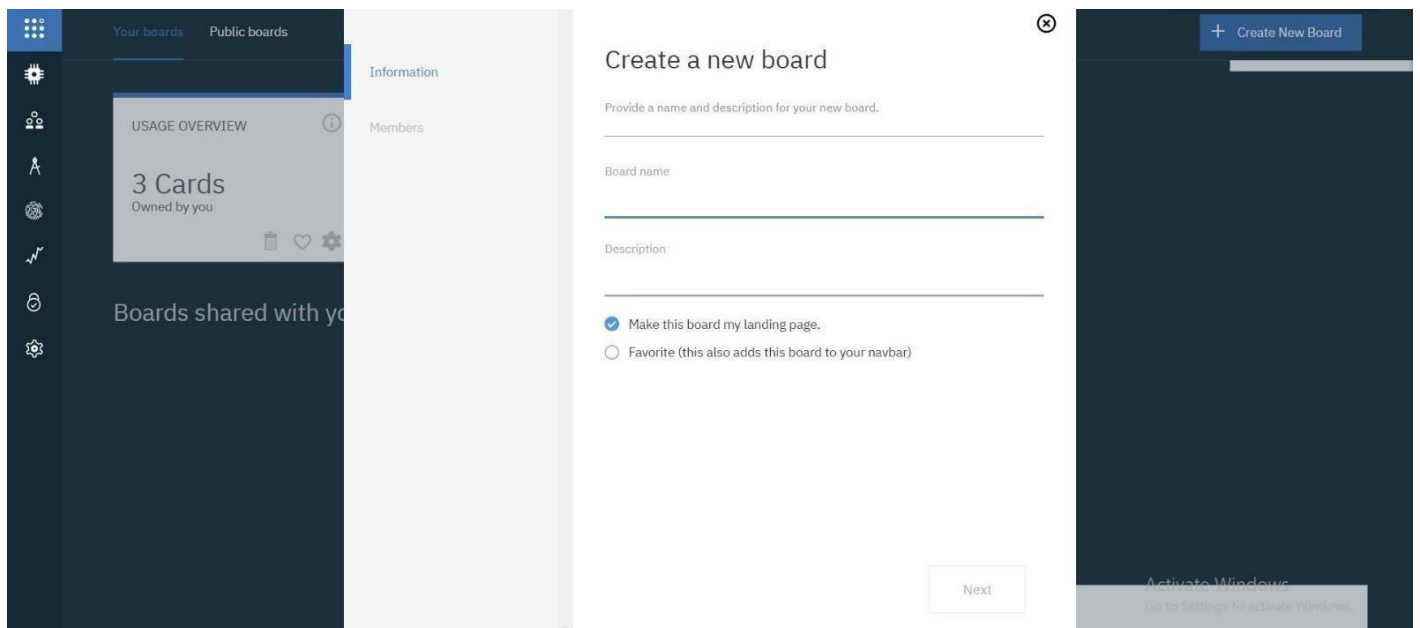 Your boards
Public boards
Create New Board
USAGE OVERVIEW
3 Cards
Owned by you
Boards shared with yo
Information
Members
Create a new board
Provide a name and description for your new board.
Board name
Description
Make this board my landing page.
Favorite (this also adds this board to your navbar)
Next
Activate Windows
Go to Settings to activate Windows.